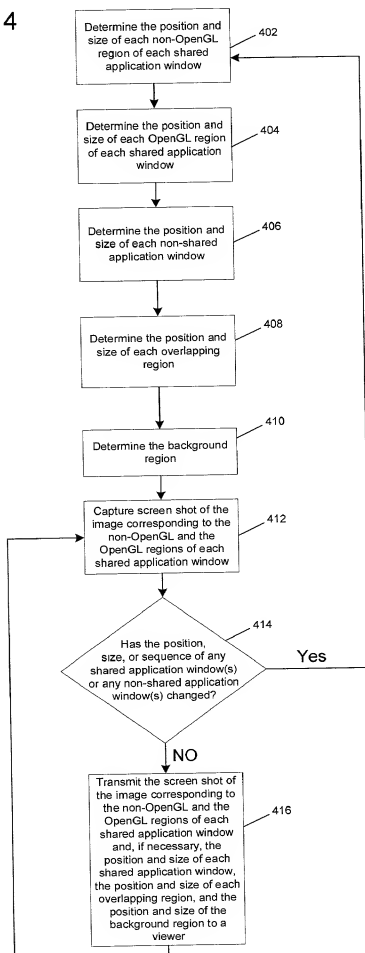 4
Determine the position and
size of each non-OpenGL
region of each shared
application window
402
Determine the position and
size of each OpenGL region
of each shared application
window
404
Determine the position and
size of each non-shared
application window
406
Determine the position and
size of each overlapping
region
408
Determine the background
region
410
Capture screen shot of the
image corresponding to the
non-OpenGL and the
OpenGL regions of each
shared application window
412
Has the position,
size, or sequence of any
shared application window(s)
or any non-shared application
window(s) changed?
414
Yes
NO
Transmit the screen shot of
the image corresponding to
the non-OpenGL and the
OpenGL regions of each
shared application window
and, if necessary, the
position and size of each
shared application window,
the position and size of each
overlapping region, and the
position and size of the
background region to a
viewer
416